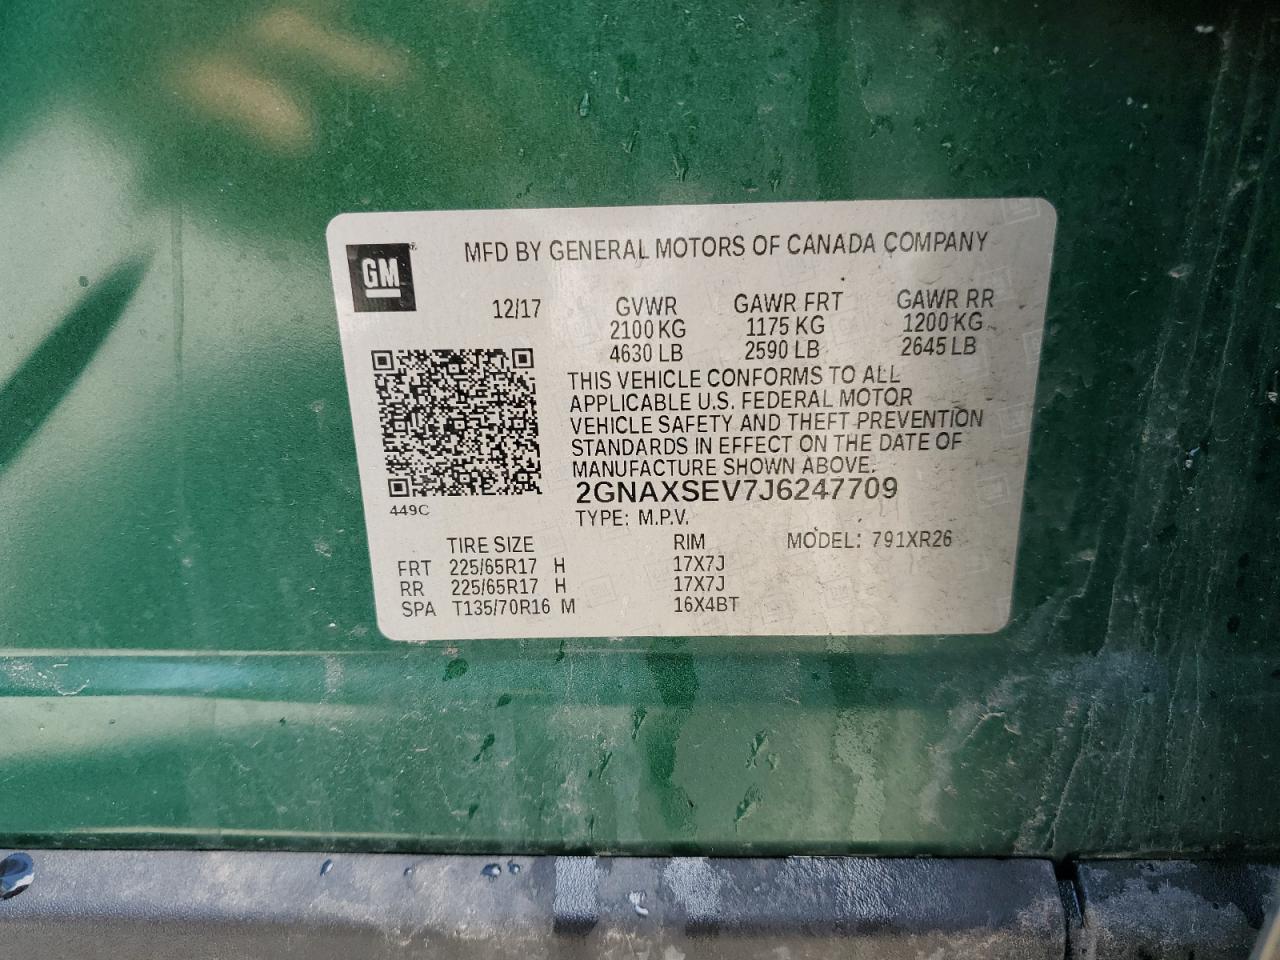 GM
MFD BY GENERAL MOTORS OF CANADA COMPANY
12/17 GVWR GAWR FRT GAWR RR
2100 KG 1175 KG 1200 KG
4630 LB 2590 LB 2645 LB
THIS VEHICLE CONFORMS TO ALL
APPLICABLE U.S. FEDERAL MOTOR
VEHICLE SAFETY AND THEFT PREVENTION
STANDARDS IN EFFECT ON THE DATE OF
MANUFACTURE SHOWN ABOVE.
2GNAXSEV7J6247709
449C
TYPE: M.P.V.
TIRE SIZE RIM MODEL: 791XR26
FRT 225/65R17 H 17X7J
RR 225/65R17 H 17X7J
SPA T135/70R16 M 16X4BT